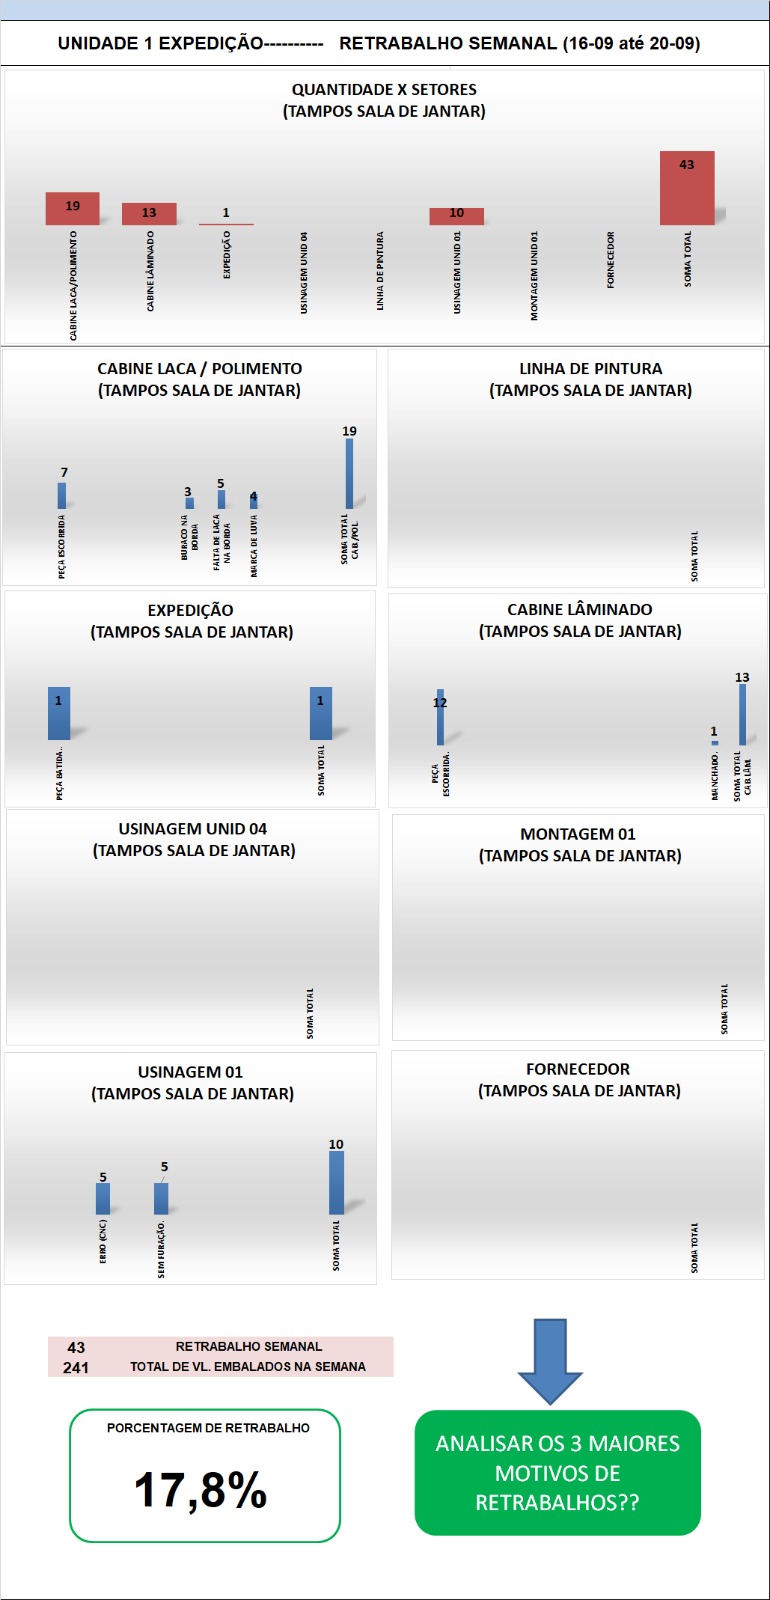 UNIDADE 1 EXPEDIÇÃO---------- RETRABALHO SEMANAL (16-09 até 20-09)
QUANTIDADE X SETORES
(TAMPOS SALA DE JANTAR)
19
13
1
10
43
CABINE LACA/POLIMENTO
CABINE LÂMINADO
EXPEDIÇÃO
USINAGEM UNID 04
LINHA DE PINTURA
USINAGEM UNID 01
MONTAGEM UNID 01
FORNECEDOR
SOMA TOTAL
CABINE LACA / POLIMENTO
(TAMPOS SALA DE JANTAR)
7
3
5
4
19
PEÇA ESCORRIDA
BURACO NA
BORDA
FALTA DE LACA
NA BORDA
MARCA DE LUVA
SOMA TOTAL
CAB./POL.
LINHA DE PINTURA
(TAMPOS SALA DE JANTAR)
SOMA TOTAL
EXPEDIÇÃO
(TAMPOS SALA DE JANTAR)
1
1
PEÇA BATIDA..
SOMA TOTAL
CABINE LÂMINADO
(TAMPOS SALA DE JANTAR)
12
1
13
PEÇA
ESCORRIDA.
MANCHADO.
SOMA TOTAL
CAB.LÂM.
USINAGEM UNID 04
(TAMPOS SALA DE JANTAR)
SOMA TOTAL
MONTAGEM 01
(TAMPOS SALA DE JANTAR)
SOMA TOTAL
USINAGEM 01
(TAMPOS SALA DE JANTAR)
5
5
10
ERRO (CNC)
SEM FURAÇÃO.
SOMA TOTAL
FORNECEDOR
(TAMPOS SALA DE JANTAR)
SOMA TOTAL
43 RETRABALHO SEMANAL
241 TOTAL DE VL. EMBALADOS NA SEMANA
PORCENTAGEM DE RETRABALHO
17,8%
ANALISAR OS 3 MAIORES
MOTIVOS DE
RETRABALHOS??